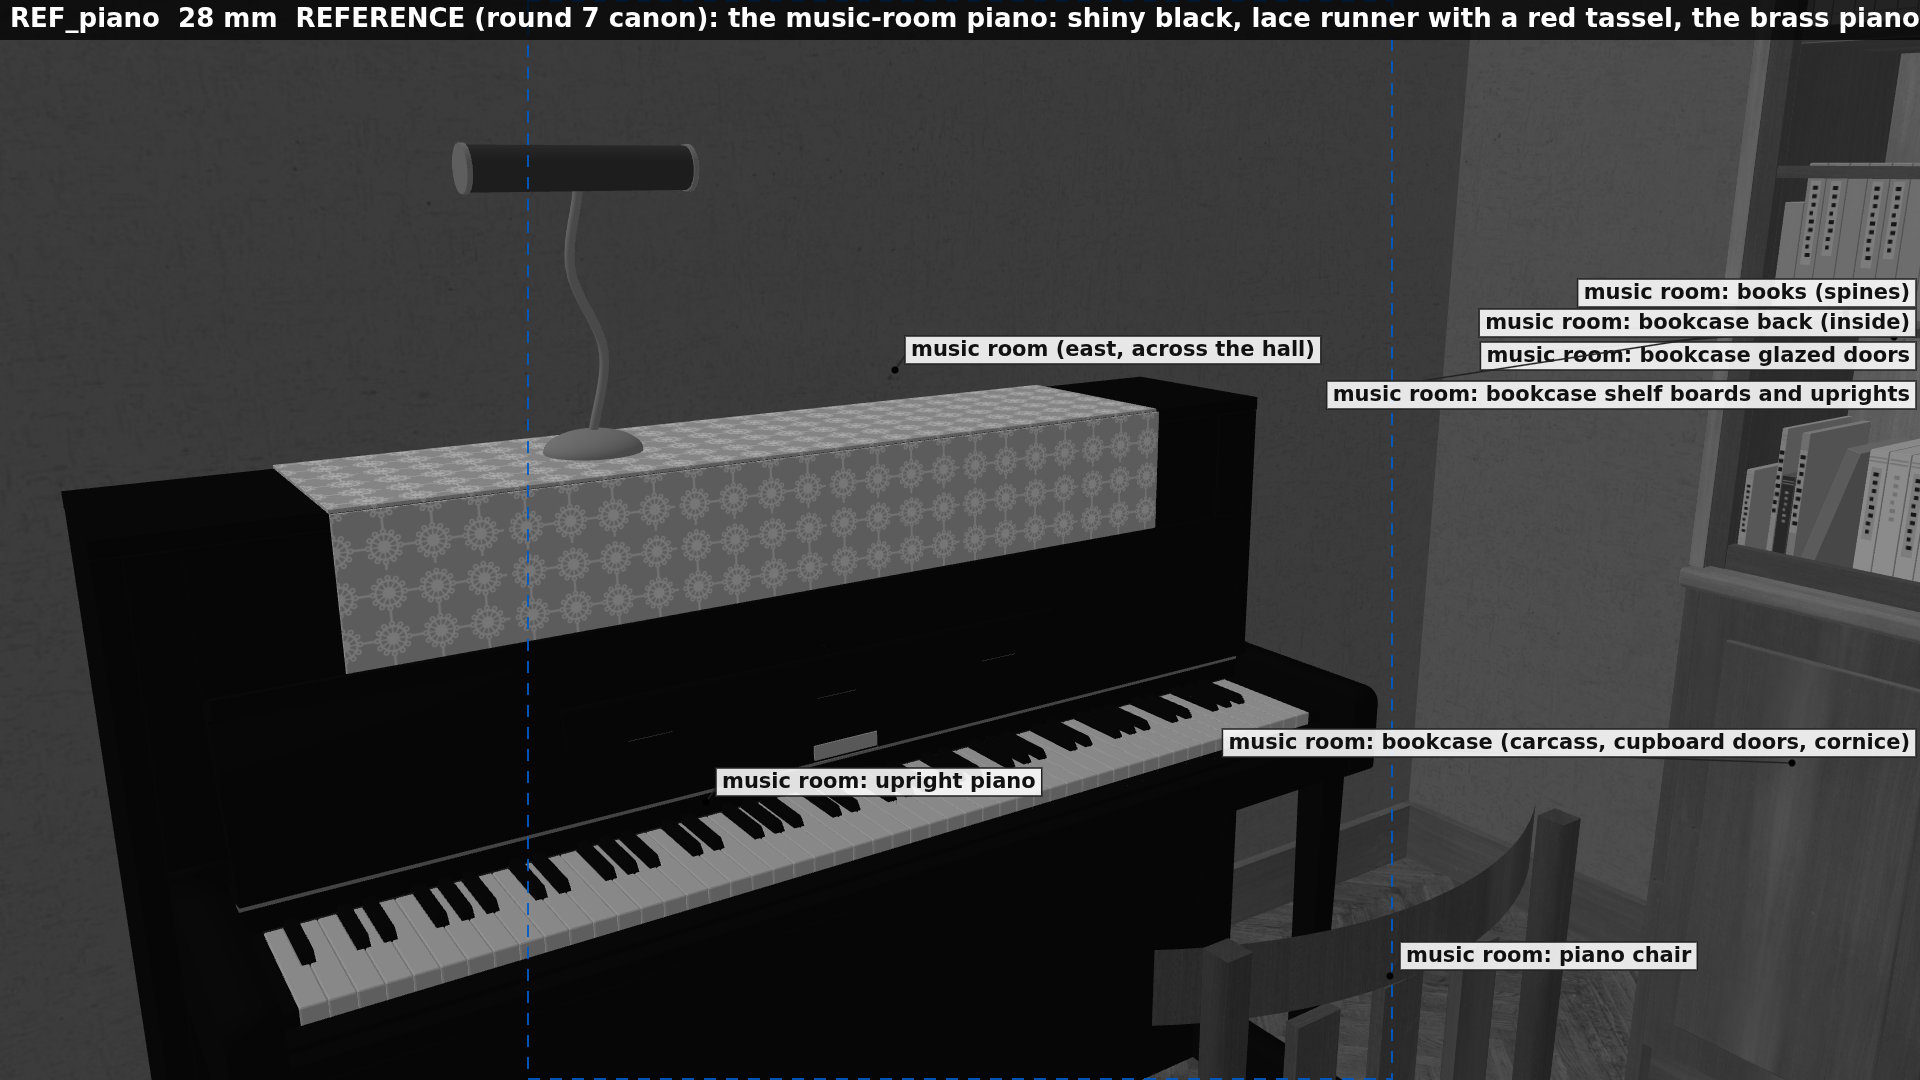 REF_piano 28 mm REFERENCE (round 7 canon): the music-room piano: shiny black, lace runner with a red tassel, the brass piano
music room: books (spines)
music room: bookcase back (inside)
music room (east, across the hall)
music room: bookcase glazed doors
music room: bookcase shelf boards and uprights
music room: bookcase (carcass, cupboard doors, cornice)
music room: upright piano
music room: piano chair